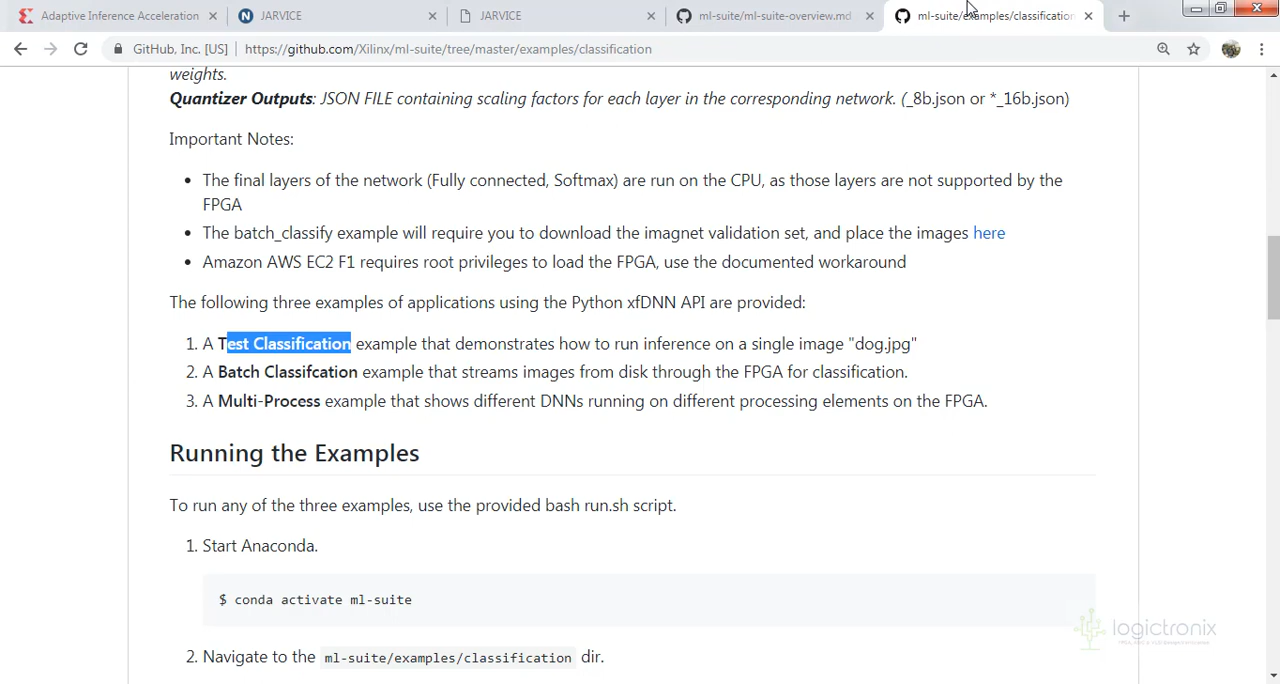 Adaptive Inference Acceleration
JARVICE
JARVICE
ml-suite/ml-suite-overview.md
ml-suite/examples/classification
GitHub, Inc. [US] | https://github.com/Xilinx/ml-suite/tree/master/examples/classification
weights.
Quantizer Outputs: JSON FILE containing scaling factors for each layer in the corresponding network. (_8b.json or *_16b.json)
Important Notes:
• The final layers of the network (Fully connected, Softmax) are run on the CPU, as those layers are not supported by the
FPGA
• The batch_classify example will require you to download the imagnet validation set, and place the images here
• Amazon AWS EC2 F1 requires root privileges to load the FPGA, use the documented workaround
The following three examples of applications using the Python xfDNN API are provided:
1. A Test Classification example that demonstrates how to run inference on a single image "dog.jpg"
2. A Batch Classifcation example that streams images from disk through the FPGA for classification.
3. A Multi-Process example that shows different DNNs running on different processing elements on the FPGA.
Running the Examples
To run any of the three examples, use the provided bash run.sh script.
1. Start Anaconda.
$ conda activate ml-suite
2. Navigate to the ml-suite/examples/classification dir.
logictronix